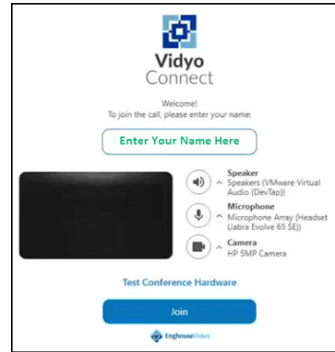 Vidyo
Connect
Welcome!
To join the call, please enter your name:
Enter Your Name Here
Speaker
Speakers (VMware Virtual
Audio (DevTap))
Microphone
Microphone Array (Headset
(Jabra Evolve 65 SE))
Camera
HP 5MP Camera
Test Conference Hardware
Join
EnghouseVideo